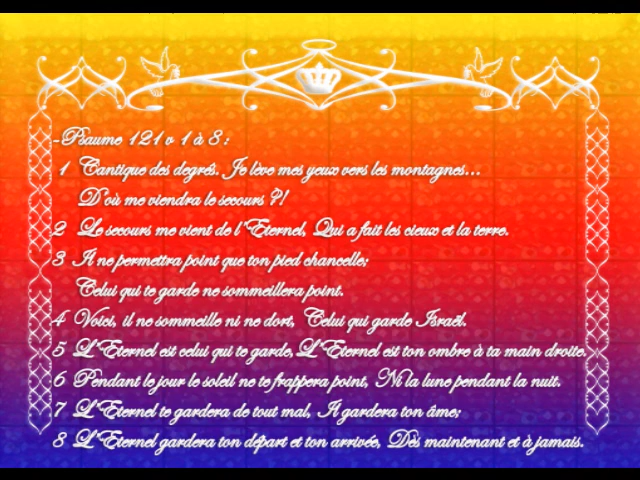 -Psaume 121 v 1 à 8 :
1 Cantique des degrés. Je lève mes yeux vers les montagnes...
D'où me viendra le secours ?!
2 Le secours me vient de l'Eternel, Qui a fait les cieux et la terre.
3 Il ne permettra point que ton pied chancelle;
Celui qui te garde ne sommeillera point.
4 Voici, il ne sommeille ni ne dort, Celui qui garde Israël.
5 L'Eternel est celui qui te garde, L'Eternel est ton ombre à ta main droite.
6 Pendant le jour le soleil ne te frappera point, Ni la lune pendant la nuit.
7 L'Eternel te gardera de tout mal, Il gardera ton âme;
8 L'Eternel gardera ton départ et ton arrivée, Dès maintenant et à jamais.